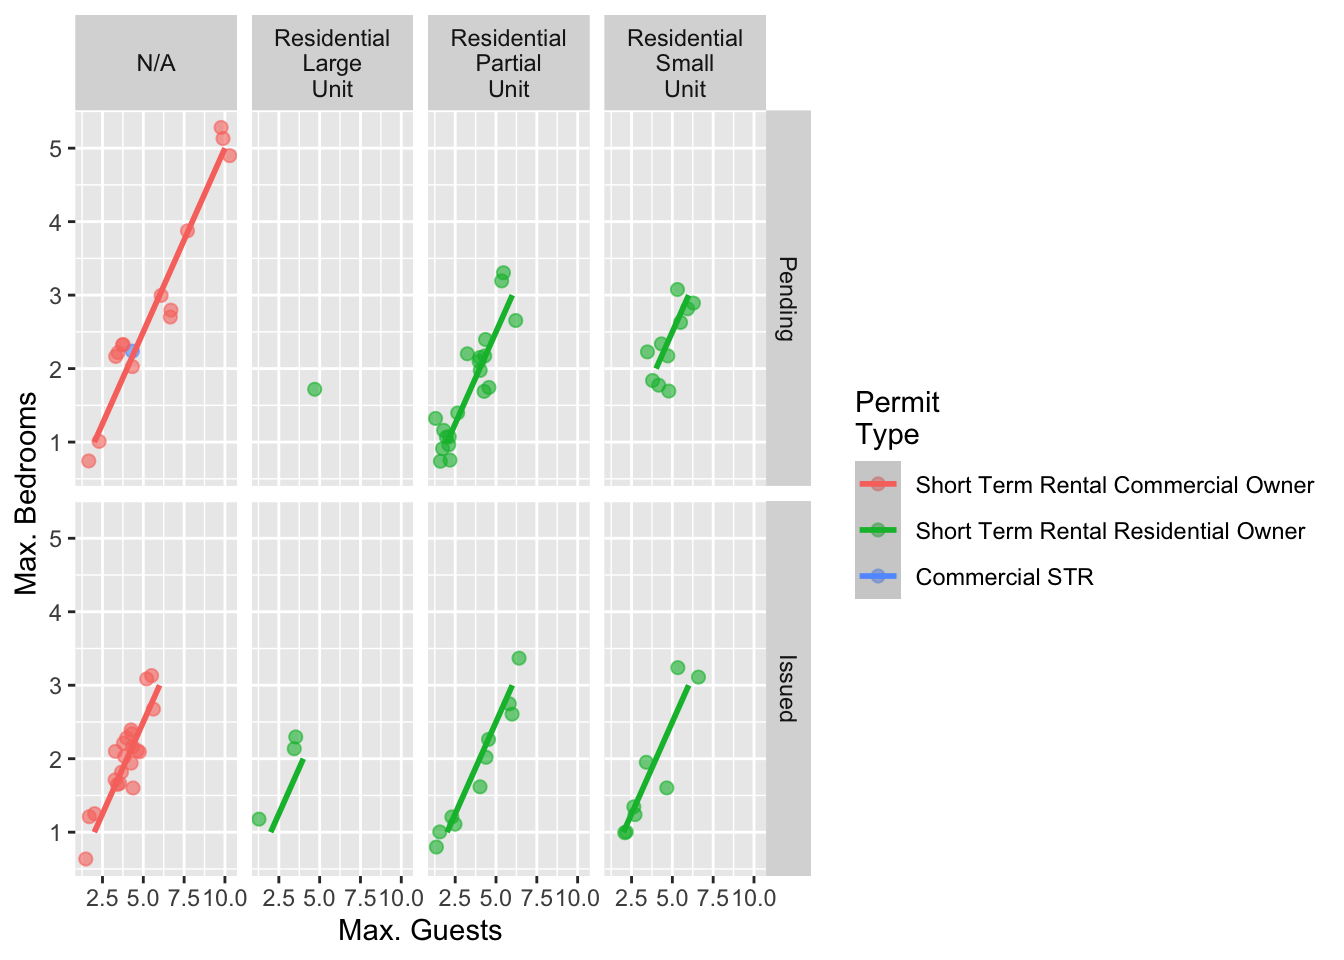 N/A
Residential
Large
Unit
Residential
Partial
Unit
Residential
Small
Unit
5
4
3
2
1
Pending
5
4
3
2
1
Issued
2.5 5.0 7.5 10.0
2.5 5.0 7.5 10.0
2.5 5.0 7.5 10.0
2.5 5.0 7.5 10.0
Max. Guests
Max. Bedrooms
Permit
Type
Short Term Rental Commercial Owner
Short Term Rental Residential Owner
Commercial STR